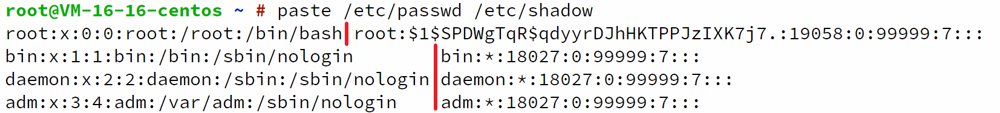 root@VM-16-16-centos ~ # paste /etc/passwd /etc/shadow
root:x:0:0:root:/root:/bin/bash root:$1$SPDWgTqR$qdyyrDJhHKTPPJzIXK7j7.:19058:0:99999:7:::
bin:x:1:1:bin:/bin:/sbin/nologin bin:*:18027:0:99999:7:::
daemon:x:2:2:daemon:/sbin:/sbin/nologin daemon:*:18027:0:99999:7:::
adm:x:3:4:adm:/var/adm:/sbin/nologin adm:*:18027:0:99999:7:::